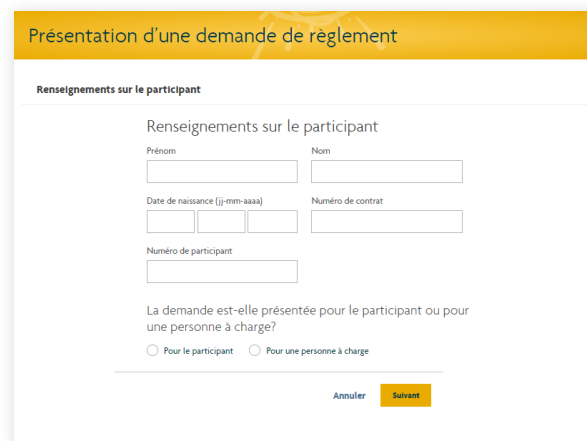 Présentation d'une demande de règlement
Renseignements sur le participant
Renseignements sur le participant
Prénom
Nom
Date de naissance (jj-mm-aaaa)
Numéro de contrat
Numéro de participant
La demande est-elle présentée pour le participant ou pour
une personne à charge?
Pour le participant
Pour une personne à charge
Annuler
Suivant